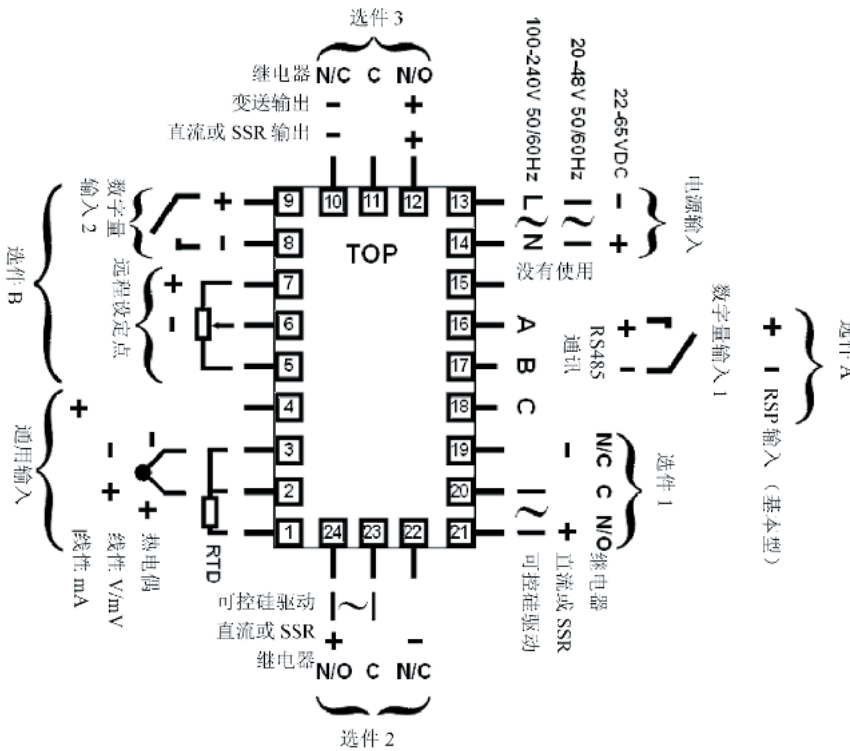 选件 3
继电器 N/C C N/O
变送输出 - +
直流或 SSR 输出 - +
100-240V 50/60Hz
20-48V 50/60Hz
22-65VDC
电源输入
L N
- +
没有使用
9 10 11 12 13
8 TOP 14
7 15
6 16
5 17
4 18
3 19
2 20
1 24 23 22 21
数字量
输入 2
+ -
选件 B
远程设定点
+ -
通用输入
+
- +
- +
RTD
热电偶
线性 V/mV
线性 mA
A B C
RS485
通讯
+ -
数字量输入 1
选件 A
+ - RSP 输入（基本型）
选件 1
N/C C N/O 继电器
- + 直流或 SSR
可控硅驱动
可控硅驱动
直流或 SSR + -
继电器 N/O C N/C
选件 2